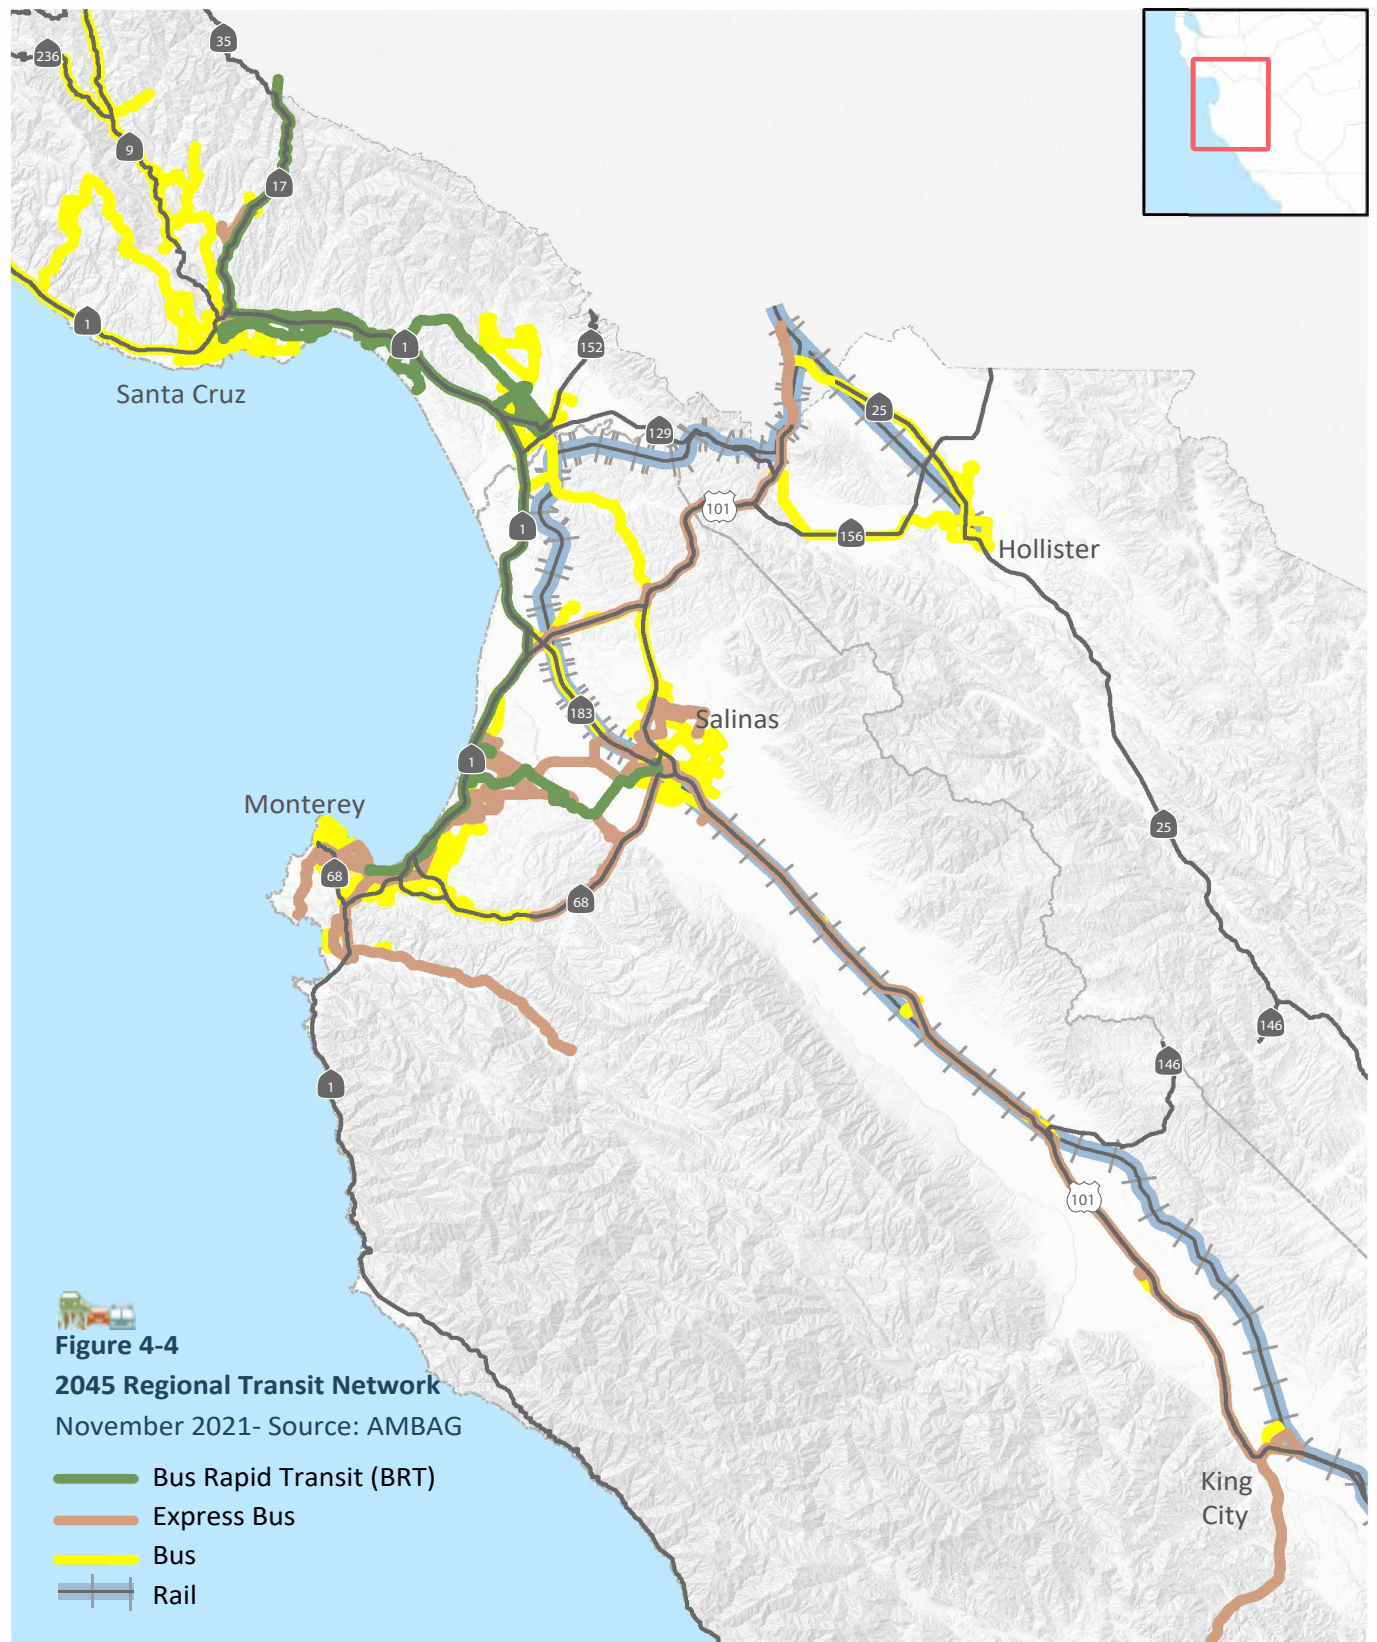 35
236
9
17
1
Santa Cruz
1
152
129
25
101
1
156
Hollister
183
Salinas
1
Monterey
25
68
68
146
146
1
101
Figure 4-4
2045 Regional Transit Network
November 2021- Source: AMBAG
Bus Rapid Transit (BRT)
Express Bus
Bus
Rail
King
City